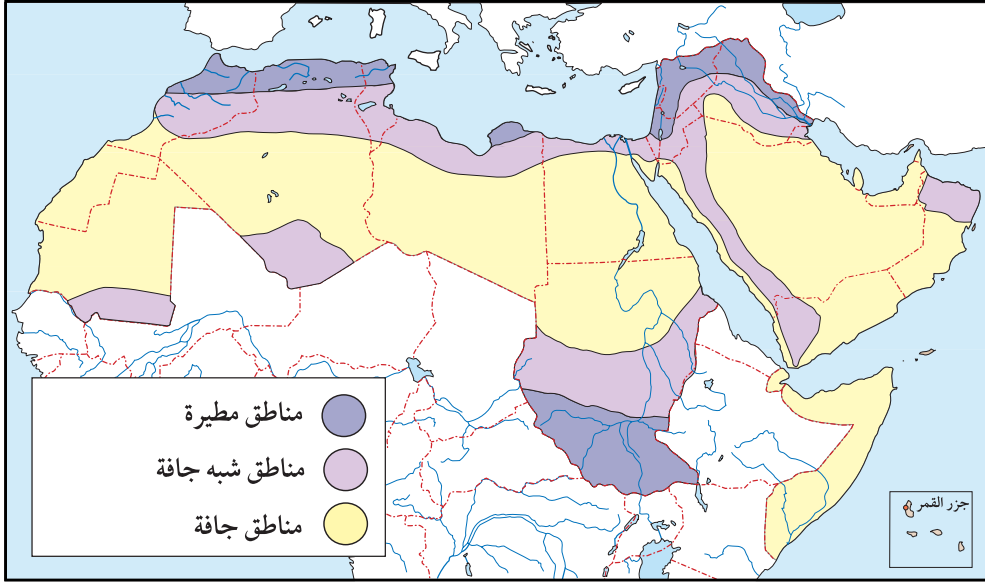 مناطق مطيرة
مناطق شبه جافة
مناطق جافة
جزر القمر